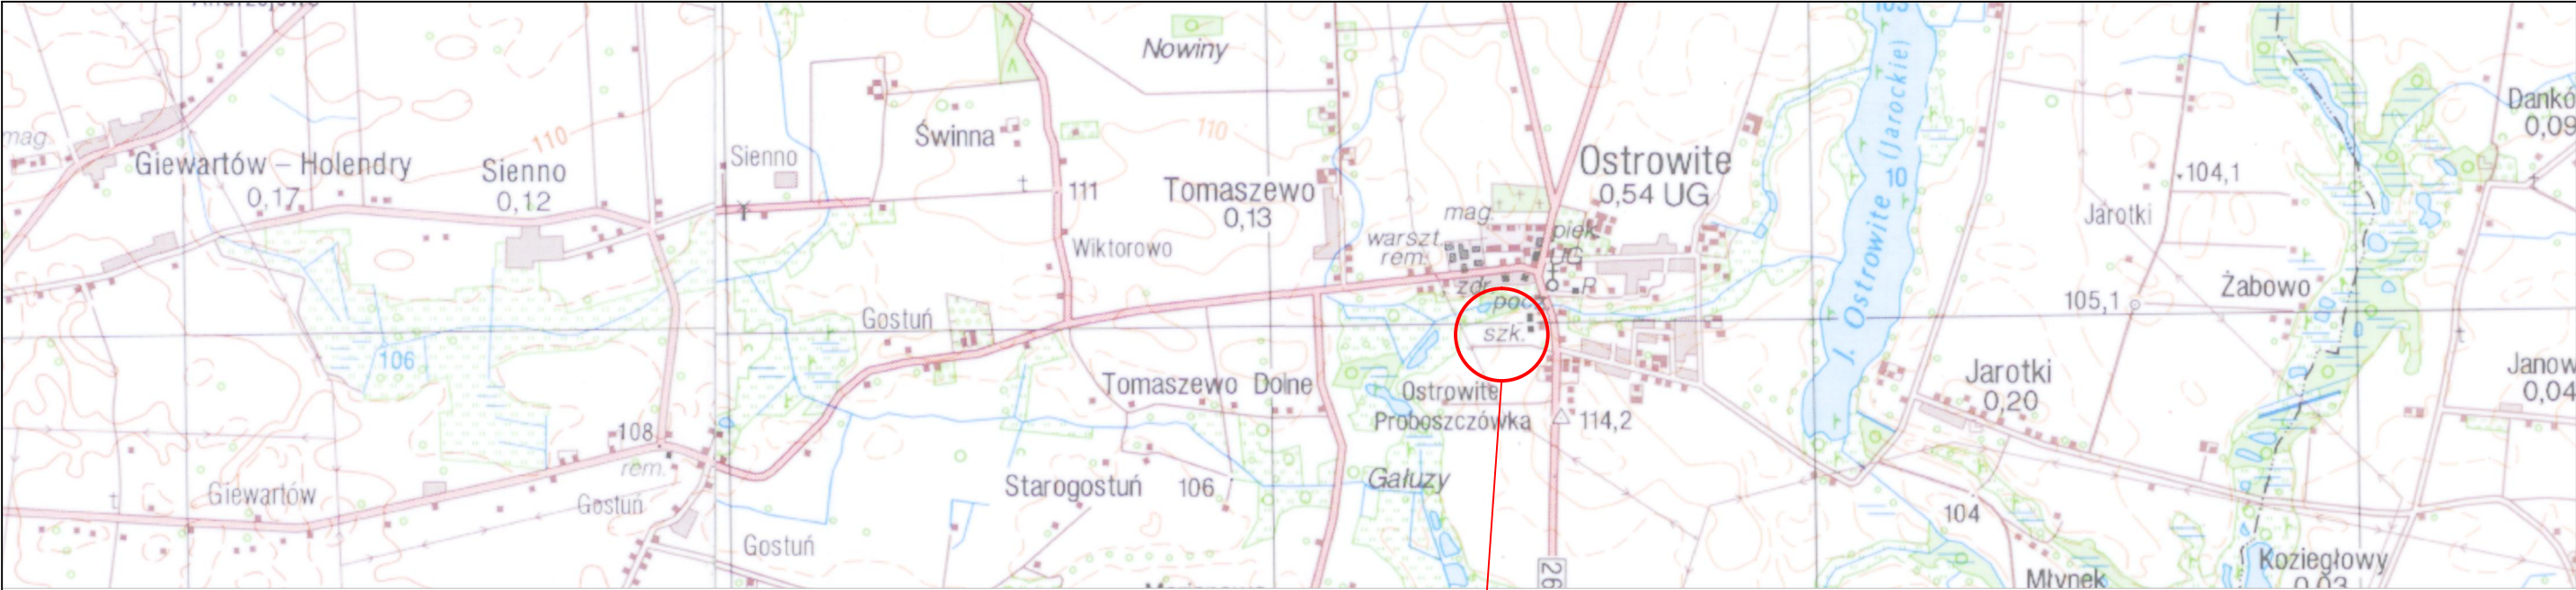 mag
Giewartów – Holendry
0,17
Sienno
0,12
110
106
108
rem.
Giewartów
Gostuń
Sienno
Świnna
Nowiny
110
111
Wiktorowo
Tomaszewo
0,13
Gostuń
Tomaszewo Dolne
Starogostuń
106
Gostuń
Gałuzy
Ostrowite
0,54 UG
mag.
warszt.
rem.
piek.
UG
zdr.
pocz.
P
szk.
Ostrowite
Proboszczówka
114,2
26
103
J. Ostrowite 10 (Jarockie)
104,1
Jarotki
105,1
Żabowo
Jarotki
0,20
104
Młynek
Koziegłowy
0,03
Dankó
0,09
Janow
0,04